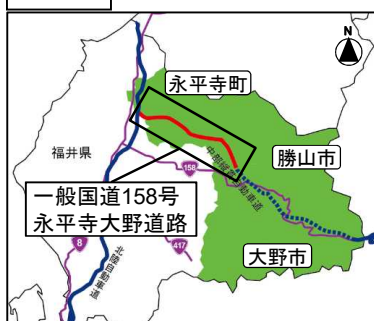 N
永平寺町
福井県
勝山市
158
中部縦貫自動車道
一般国道158号
永平寺大野道路
8
北陸自動車道
417
大野市